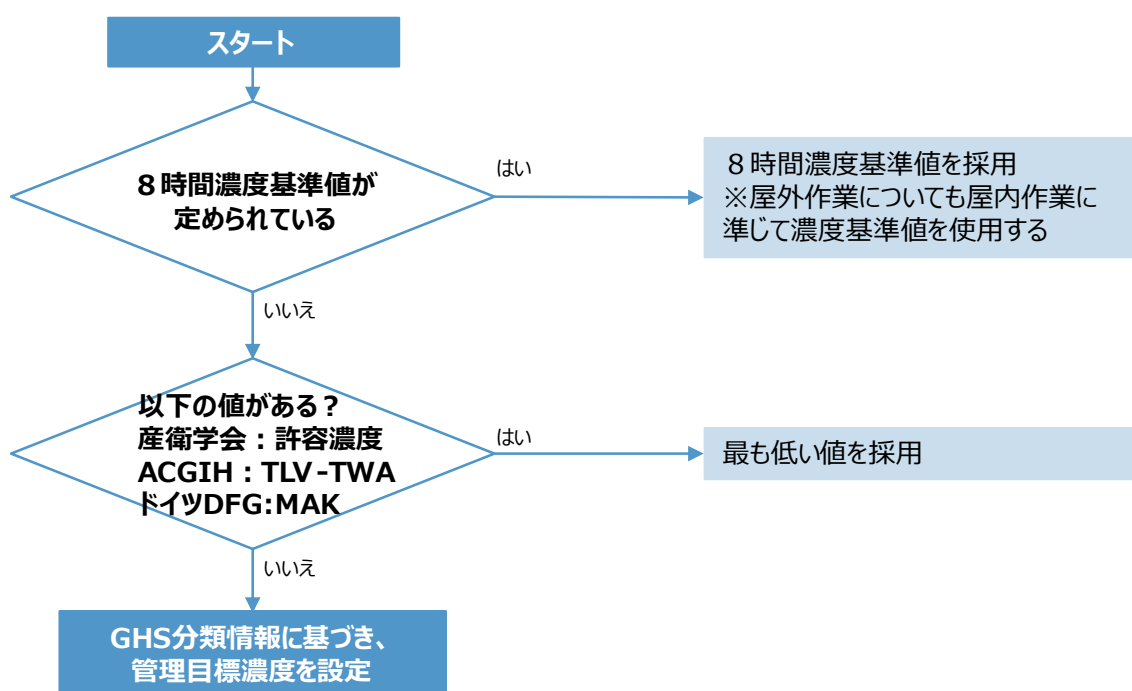 スタート
８時間濃度基準値が
定められている
はい
８時間濃度基準値を採用
※屋外作業についても屋内作業に
準じて濃度基準値を使用する
いいえ
以下の値がある？
産衛学会：許容濃度
ACGIH：TLV-TWA
ドイツDFG:MAK
はい
最も低い値を採用
いいえ
GHS分類情報に基づき、
管理目標濃度を設定